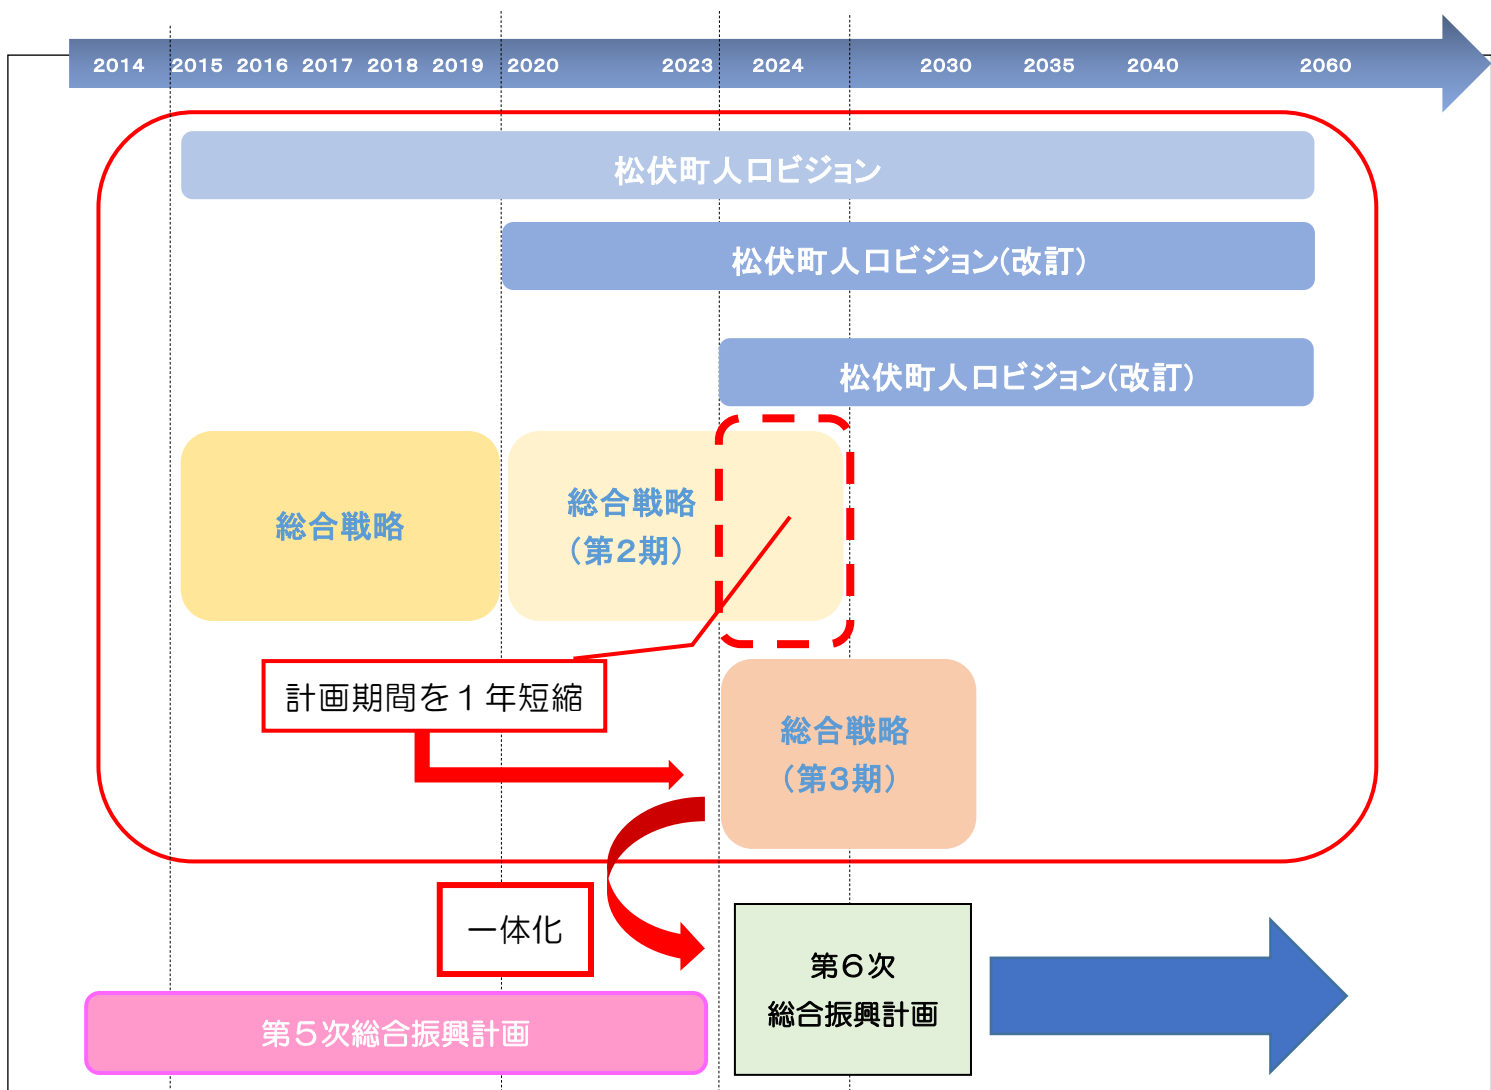 2014 2015 2016 2017 2018 2019 2020 2023 2024 2030 2035 2040 2060
松伏町人口ビジョン
松伏町人口ビジョン(改訂)
松伏町人口ビジョン(改訂)
総合戦略
総合戦略
(第2期)
計画期間を1年短縮
総合戦略
(第3期)
一体化
第6次
総合振興計画
第5次総合振興計画